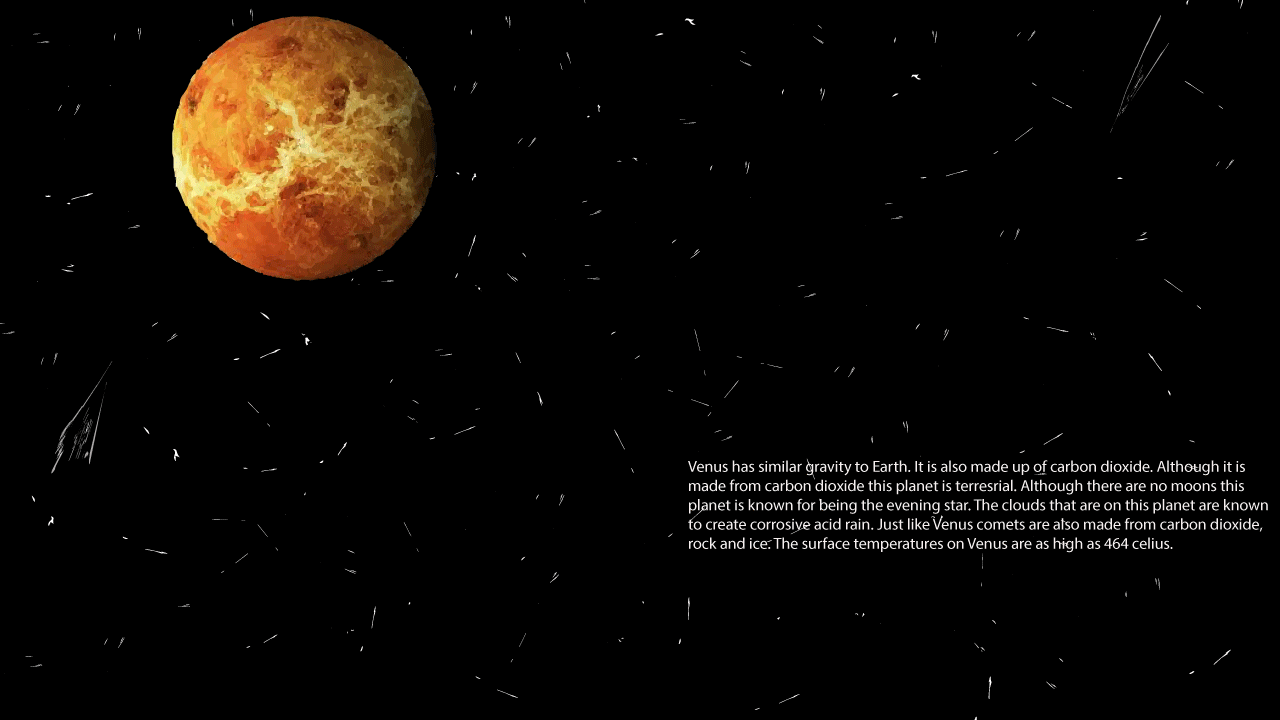 Venus has similar gravity to Earth. It is also made up of carbon dioxide. Although it is
made from carbon dioxide this planet is terresrial. Although there are no moons this
planet is known for being the evening star. The clouds that are on this planet are known
to create corrosive acid rain. Just like Venus comets are also made from carbon dioxide,
rock and ice. The surface temperatures on Venus are as high as 464 celius.